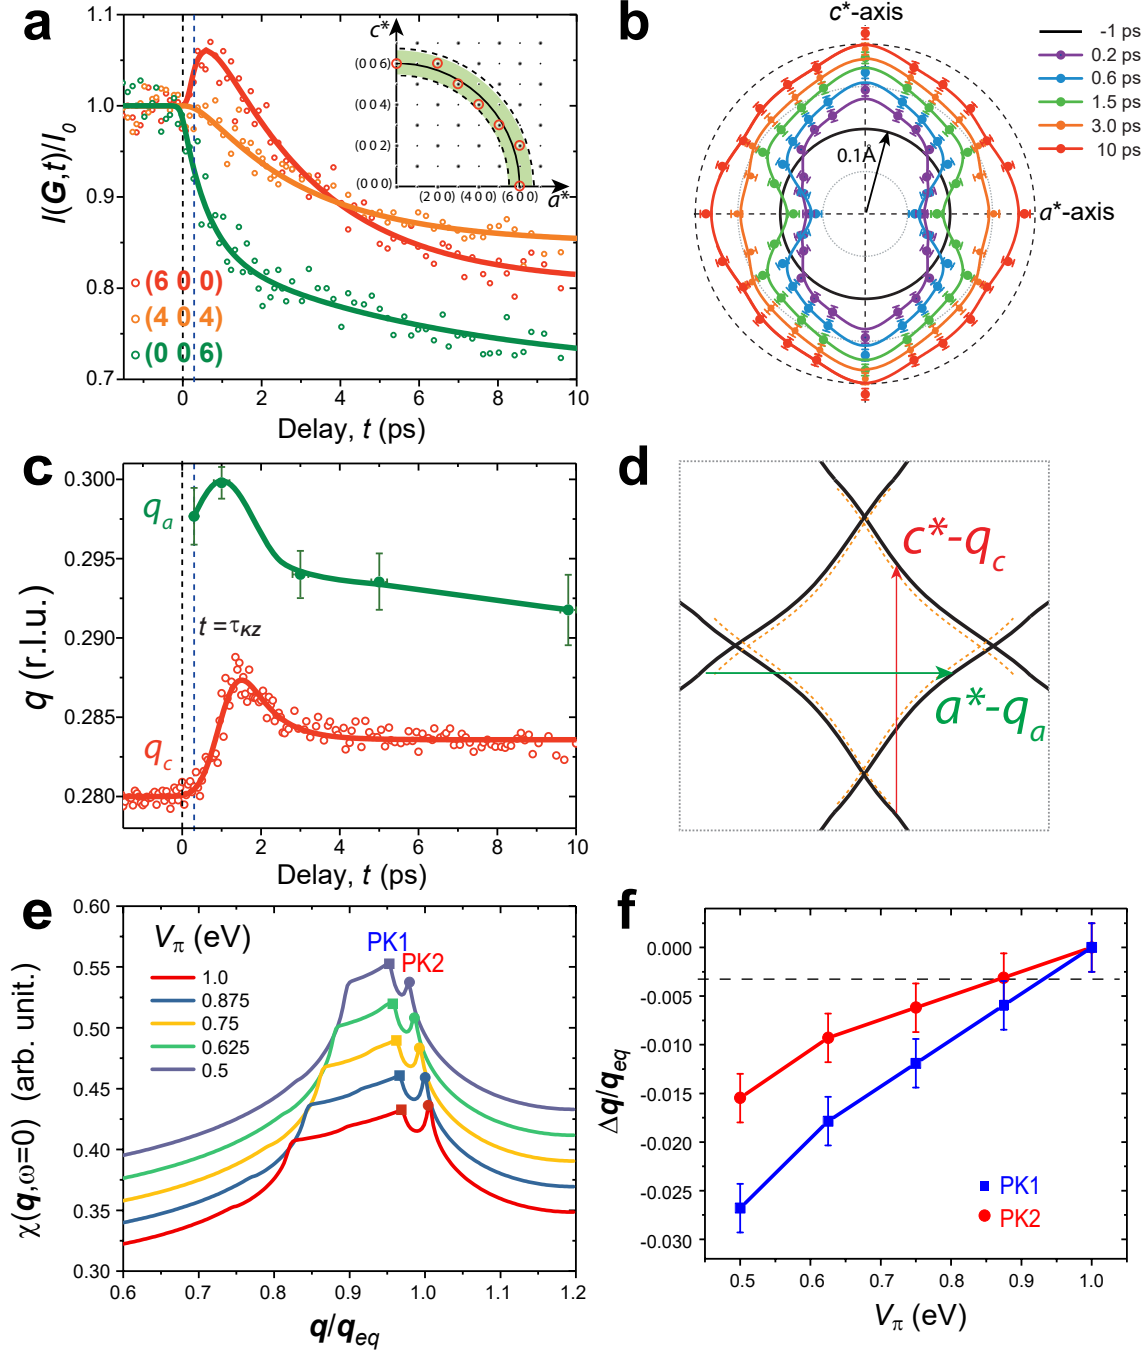 a
1.1
1.0
0.9
0.8
0.7
I(G,t)/I0
0
2
4
6
8
10
Delay, t (ps)
(6 0 0)
(4 0 4)
(0 0 6)
c*
(0 0 6)
(0 0 4)
(0 0 2)
(0 0 0)
(2 0 0)
(4 0 0)
(6 0 0)
a*
b
c*-axis
a*-axis
0.1Å
-1 ps
0.2 ps
0.6 ps
1.5 ps
3.0 ps
10 ps
c
0.300
0.295
0.290
0.285
0.280
q (r.l.u.)
qa
qc
t = τKZ
0
2
4
6
8
10
Delay, t (ps)
d
c*-qc
a*-qa
e
0.60
0.55
0.50
0.45
0.40
0.35
0.30
χ(q,ω=0) (arb. unit.)
Vπ (eV)
1.0
0.875
0.75
0.625
0.5
PK1
PK2
0.6
0.7
0.8
0.9
1.0
1.1
1.2
q/qeq
f
0.000
-0.005
-0.010
-0.015
-0.020
-0.025
-0.030
Δq/qeq
PK1
PK2
0.5
0.6
0.7
0.8
0.9
1.0
Vπ (eV)